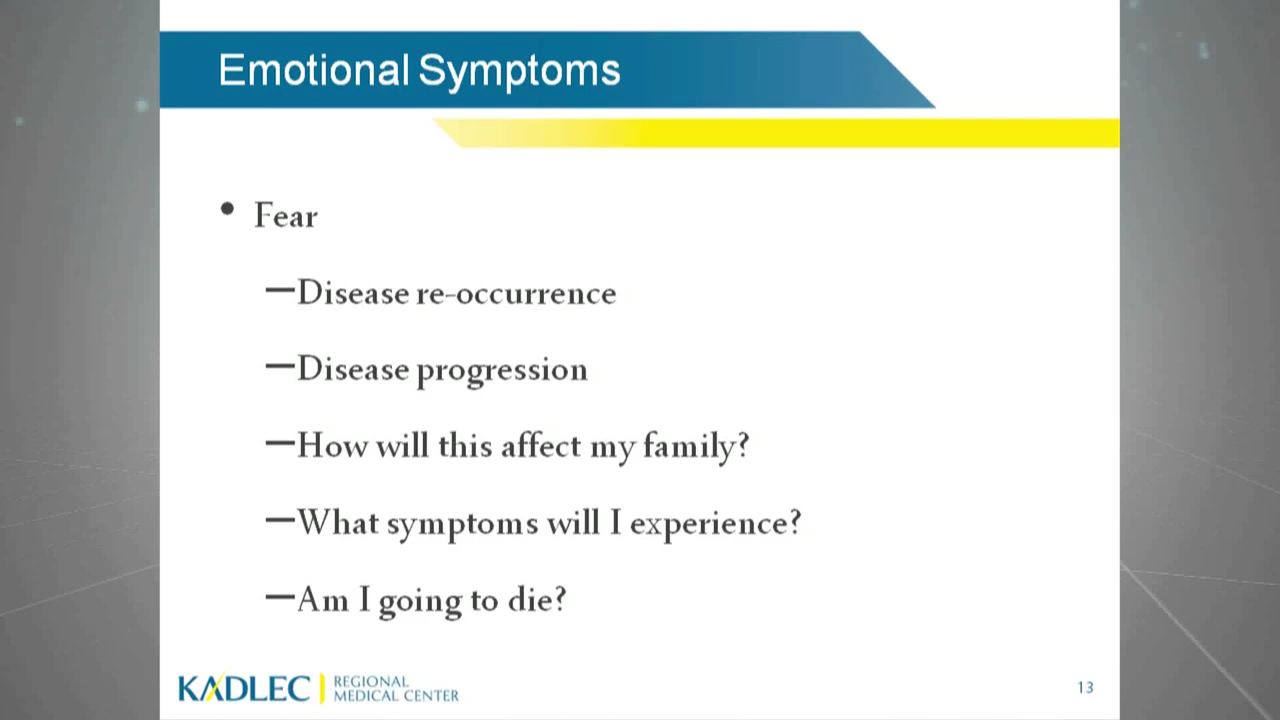 Emotional Symptoms
• Fear
—Disease re-occurrence
—Disease progression
—How will this affect my family?
—What symptoms will I experience?
—Am I going to die?
KADLEC
REGIONAL
MEDICAL CENTER
13